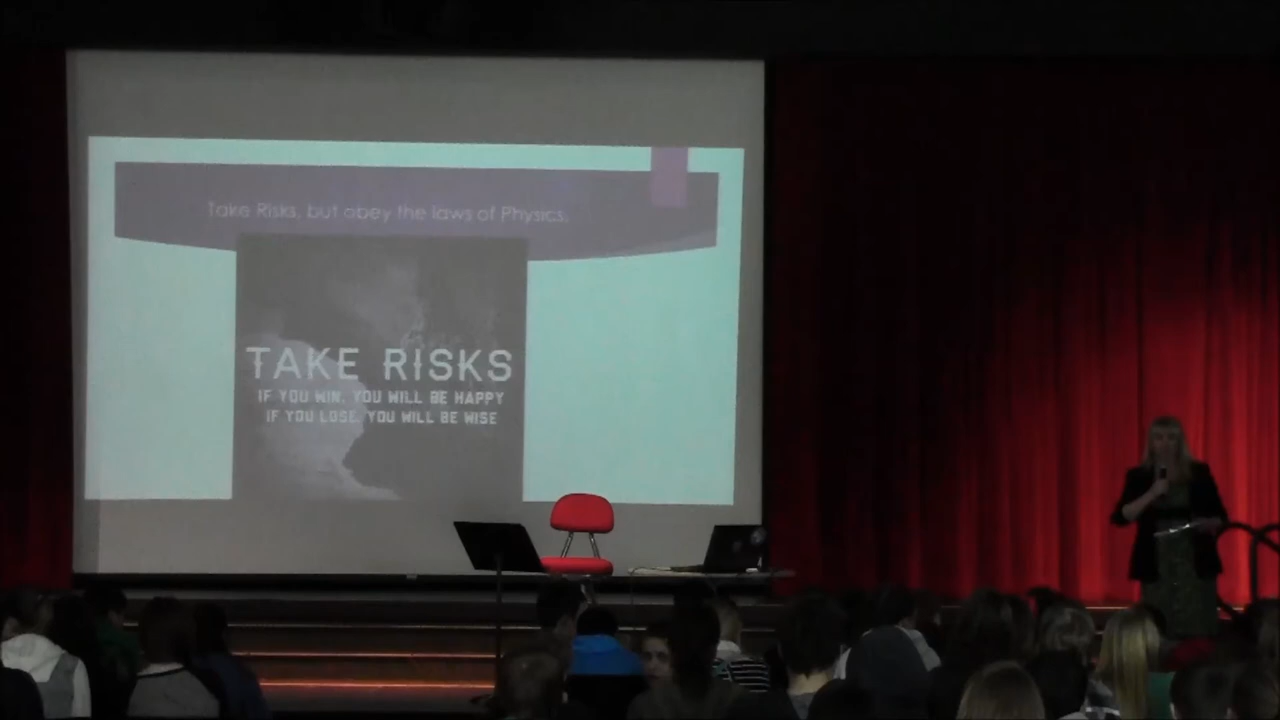 Take Risks, but obey the laws of Physics.
TAKE RISKS
IF YOU WIN, YOU WILL BE HAPPY
IF YOU LOSE, YOU WILL BE WISE